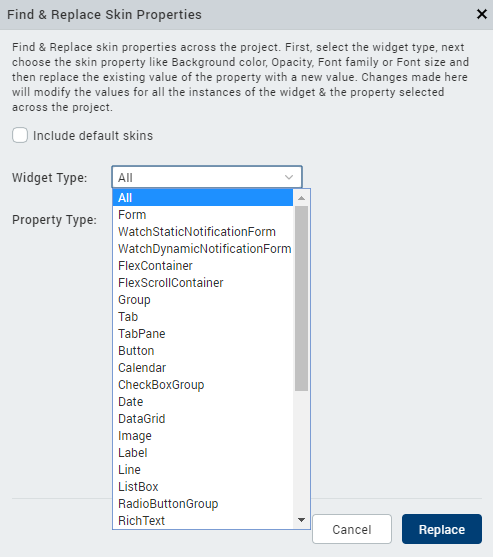 Find & Replace Skin Properties
Find & Replace skin properties across the project. First, select the widget type, next
choose the skin property like Background color, Opacity, Font family or Font size and
then replace the existing value of the property with a new value. Changes made here
will modify the values for all the instances of the widget & the property selected
across the project.
Include default skins
Widget Type:
All
All
Property Type:
Form
WatchStaticNotificationForm
WatchDynamicNotificationForm
FlexContainer
FlexScrollContainer
Group
Tab
TabPane
Button
Calendar
CheckBoxGroup
Date
DataGrid
Image
Label
Line
ListBox
RadioButtonGroup
RichText
Cancel
Replace